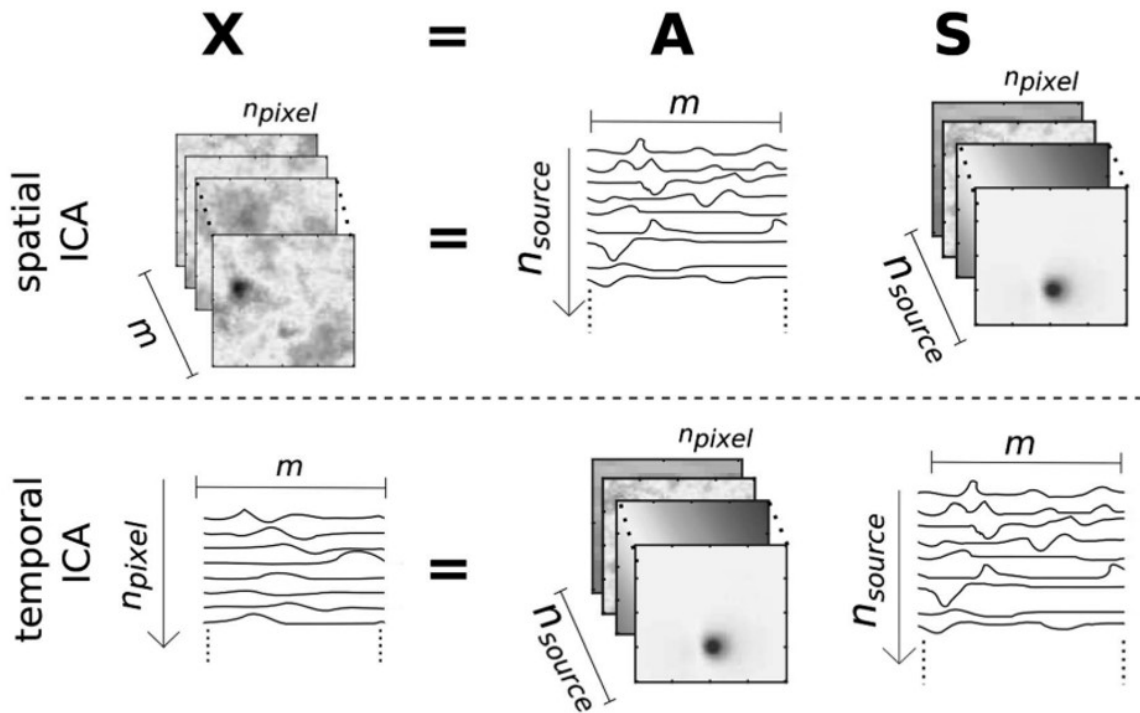 X = A S
spatial
ICA
n_pixel
m
=
m
n_source
n_pixel
n_source
temporal
ICA
m
n_pixel
=
n_pixel
n_source
m
n_source